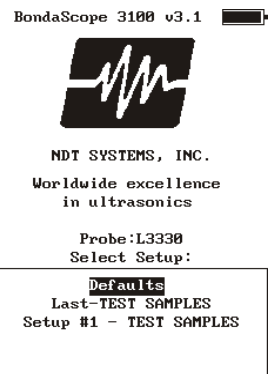 BondaScope 3100 v3.1
NDT SYSTEMS, INC.
Worldwide excellence
in ultrasonics
Probe:L3330
Select Setup:
Defaults
Last-TEST SAMPLES
Setup #1 - TEST SAMPLES